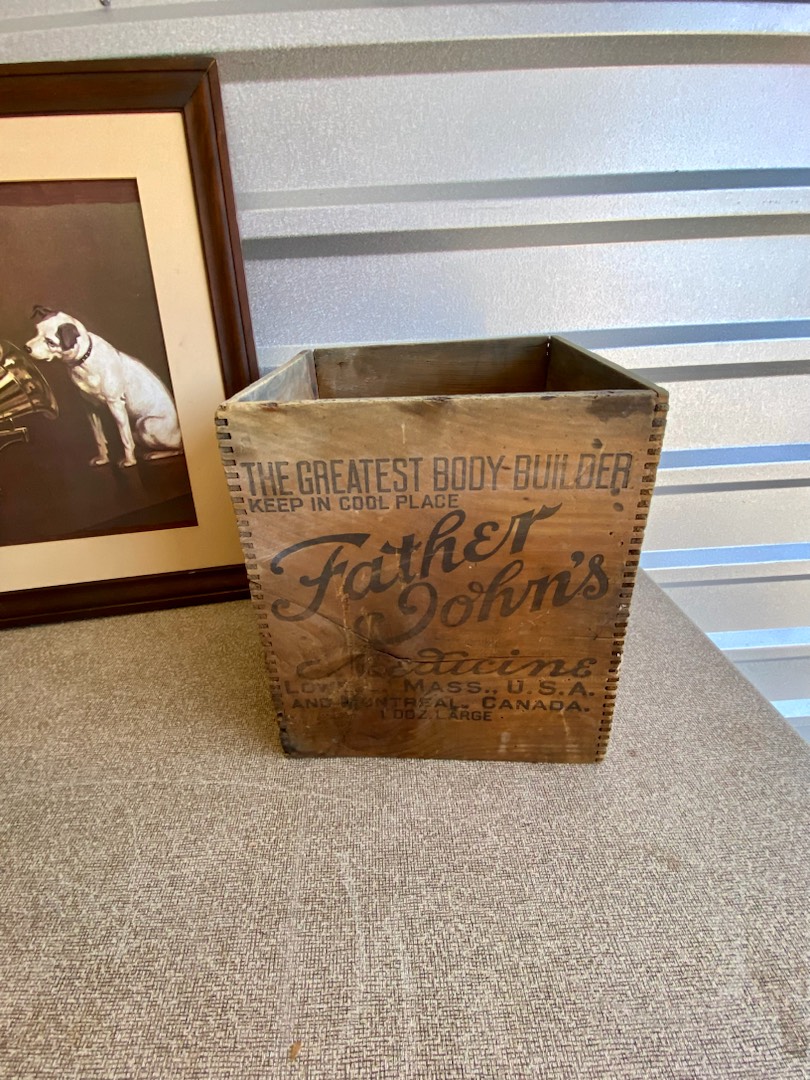 THE GREATEST BODY-BUILDER
KEEP IN COOL PLACE
Father
John's
Medicine
MASS., U.S.A.
AND MONTREAL. CANADA.
1 DOZ. LARGE